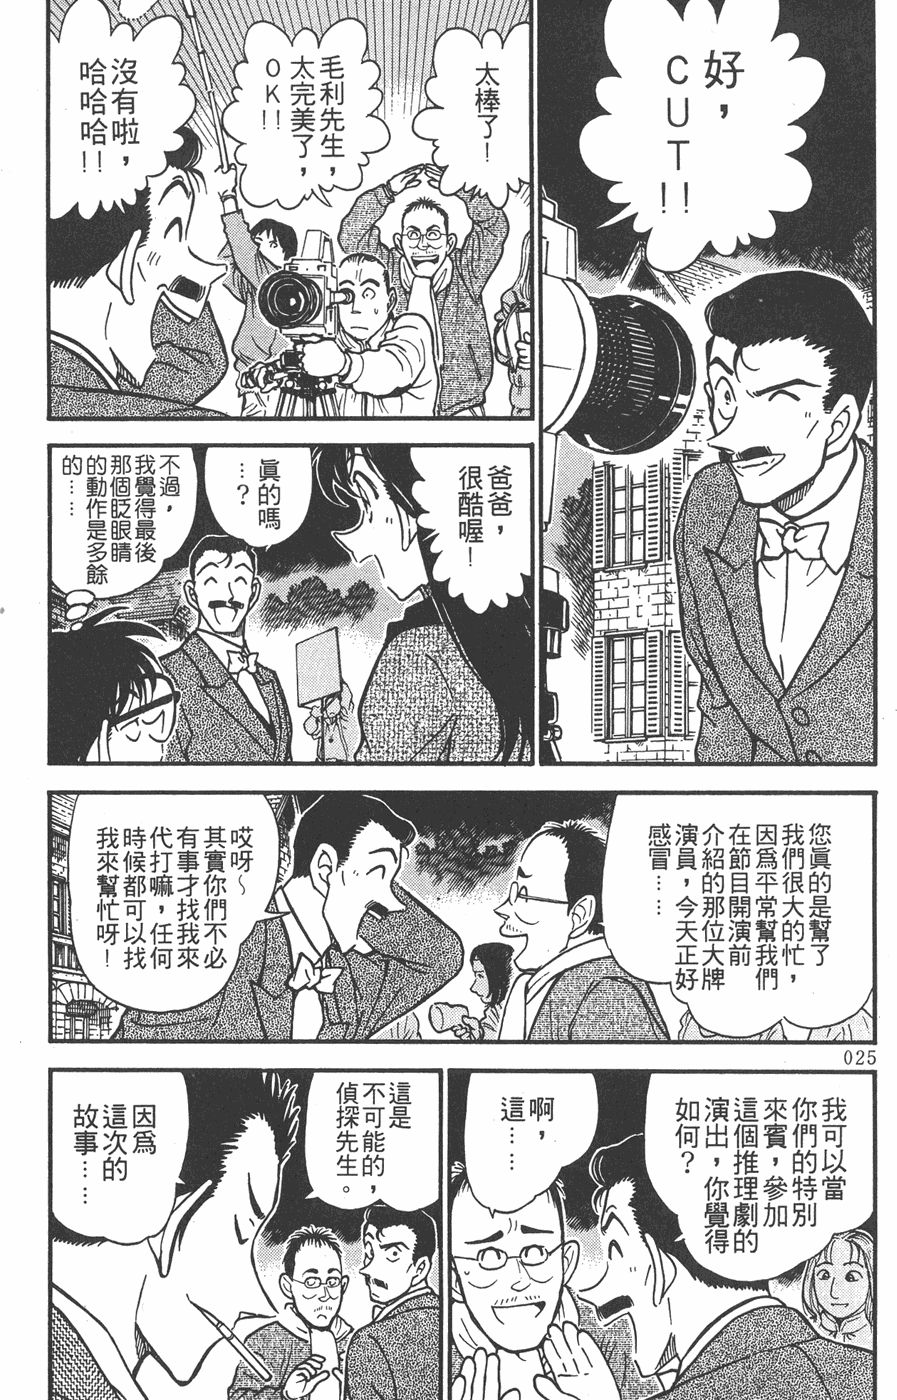 好，
ＣＵＴ!!
太棒了！
毛利先生，
太完美了，
ＯＫ!!
沒有啦，
哈哈哈!!
爸爸，
很酷喔！
真的嗎
…？
不過，
我覺得最後
那個眨眼睛
的動作是多餘
的……
您真的是幫了
我們很大的忙，
因為平常幫我們
在節目開演前
介紹的那位大牌
演員，今天正好
感冒……
哎呀～
其實你們不必
有事才找我來
代打嘛，任何
時候都可以找
我來幫忙呀！
025
我可以當
你們的特別
來賓，參加
這個推理劇的
演出，你覺得
如何？
啊，
這……
這是
不可能的，
偵探先生。
因為
這次的
故事……